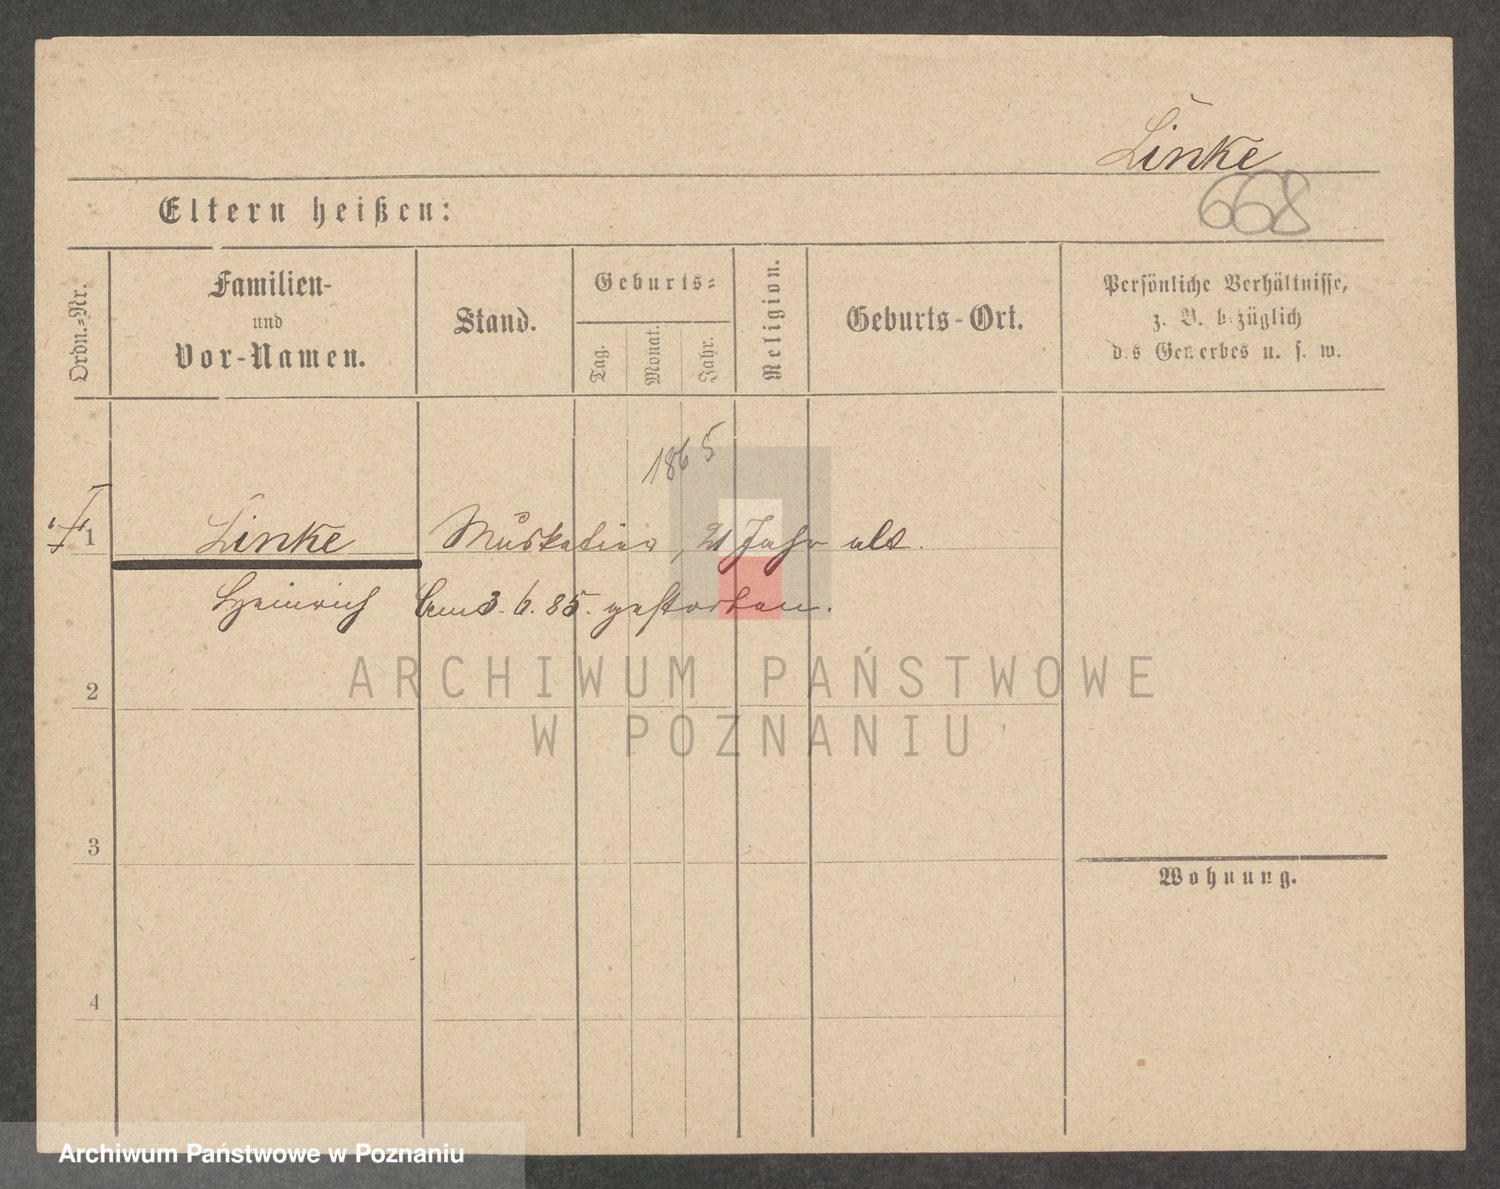 Linke
668
Eltern heißen:
Ordn.-Nr.
Familien-
und
Vor-Namen.
Stand.
Geburts-
Tag.
Monat.
Jahr.
Religion.
Geburts-Ort.
Persönliche Verhältnisse,
z. B. bezüglich
des Gewerbes u. s. w.
1865
1 Linke Musketier, 21 Jahr alt.
Heinrich am 3. 6. 85. gestorben.
ARCHIWUM PAŃSTWOWE
W POZNANIU
2
3
Wohnung.
4
Archiwum Państwowe w Poznaniu